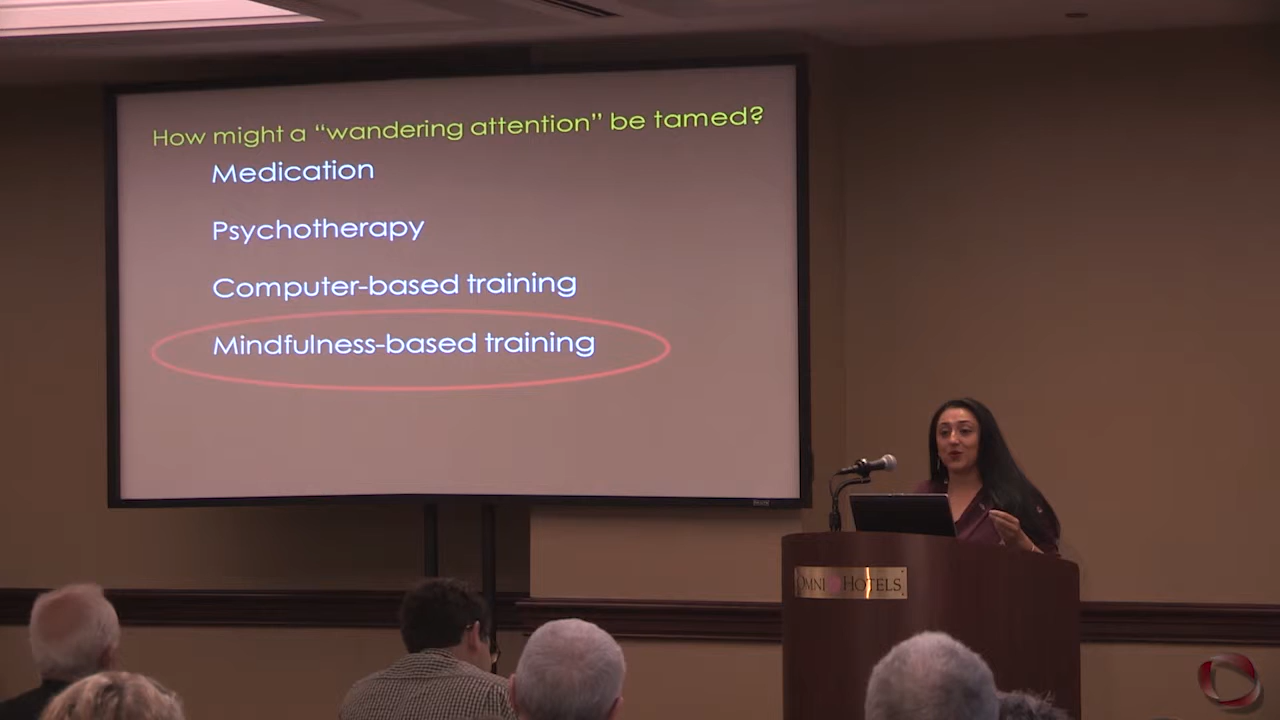 How might a “wandering attention” be tamed?
Medication
Psychotherapy
Computer-based training
Mindfulness-based training
OMNI HOTELS